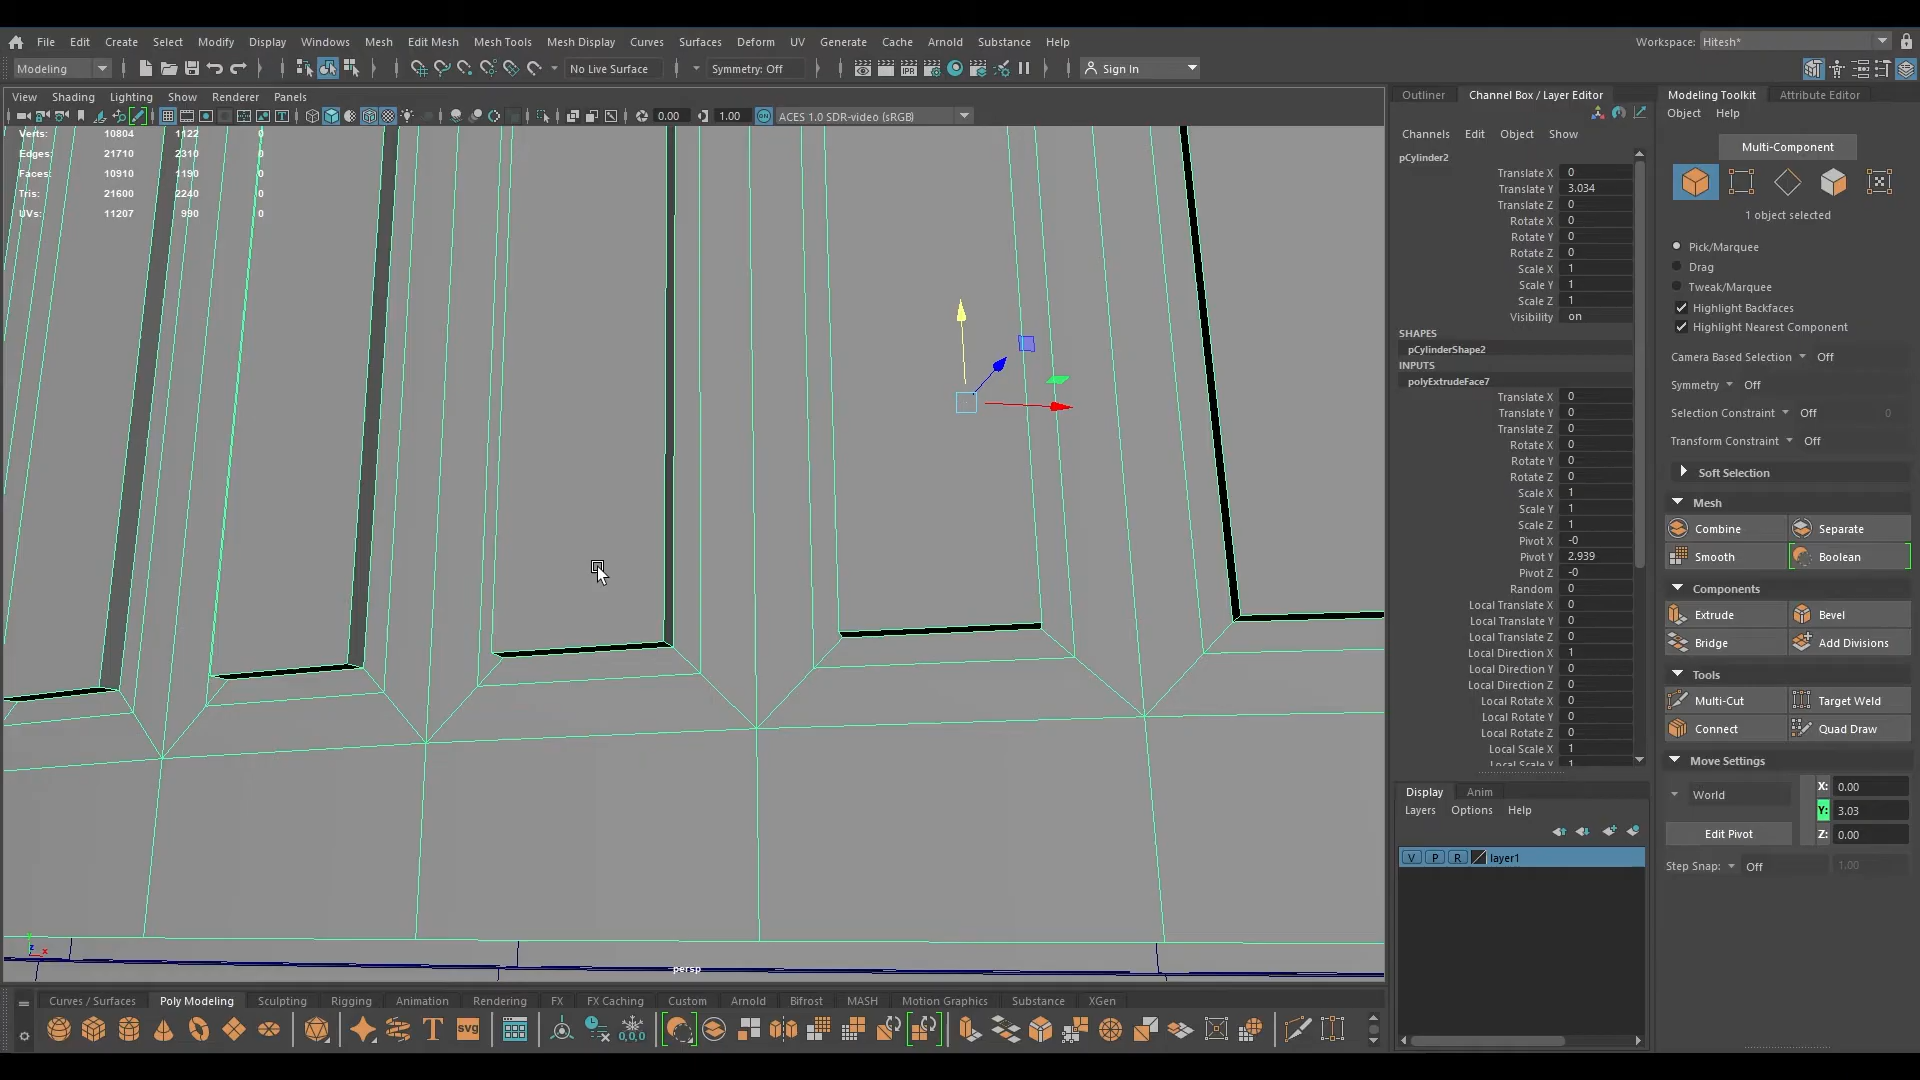 File Edit Create Select Modify Display Windows Mesh Edit Mesh Mesh Tools Mesh Display Curves Surfaces Deform UV Generate Cache Arnold Substance Help Workspace: Hitesh*
Modeling No Live Surface Symmetry: Off IPR Sign In
View Shading Lighting Show Renderer Panels
0.00 1.00 ON ACES 1.0 SDR-video (sRGB)
Verts: 10804 1122 0
Edges: 21710 2310 0
Faces: 10910 1190 0
Tris: 21600 2240 0
UVs: 11207 990 0
persp
Outliner Channel Box / Layer Editor
Channels Edit Object Show
pCylinder2
Translate X 0
Translate Y 3.034
Translate Z 0
Rotate X 0
Rotate Y 0
Rotate Z 0
Scale X 1
Scale Y 1
Scale Z 1
Visibility on
SHAPES
pCylinderShape2
INPUTS
polyExtrudeFace7
Translate X 0
Translate Y 0
Translate Z 0
Rotate X 0
Rotate Y 0
Rotate Z 0
Scale X 1
Scale Y 1
Scale Z 1
Pivot X -0
Pivot Y 2.939
Pivot Z -0
Random 0
Local Translate X 0
Local Translate Y 0
Local Translate Z 0
Local Direction X 1
Local Direction Y 0
Local Direction Z 0
Local Rotate X 0
Local Rotate Y 0
Local Rotate Z 0
Local Scale X 1
Local Scale Y 1
Display Anim
Layers Options Help
V P R layer1
Modeling Toolkit Attribute Editor
Object Help
Multi-Component
1 object selected
Pick/Marquee
Drag
Tweak/Marquee
Highlight Backfaces
Highlight Nearest Component
Camera Based Selection Off
Symmetry Off
Selection Constraint Off 0
Transform Constraint Off
Soft Selection
Mesh
Combine Separate
Smooth Boolean
Components
Extrude Bevel
Bridge Add Divisions
Tools
Multi-Cut Target Weld
Connect Quad Draw
Move Settings
World X: 0.00
Y: 3.03
Edit Pivot Z: 0.00
Step Snap: Off 1.00
Curves / Surfaces Poly Modeling Sculpting Rigging Animation Rendering FX FX Caching Custom Arnold Bifrost MASH Motion Graphics Substance XGen
T svg 0,0,0